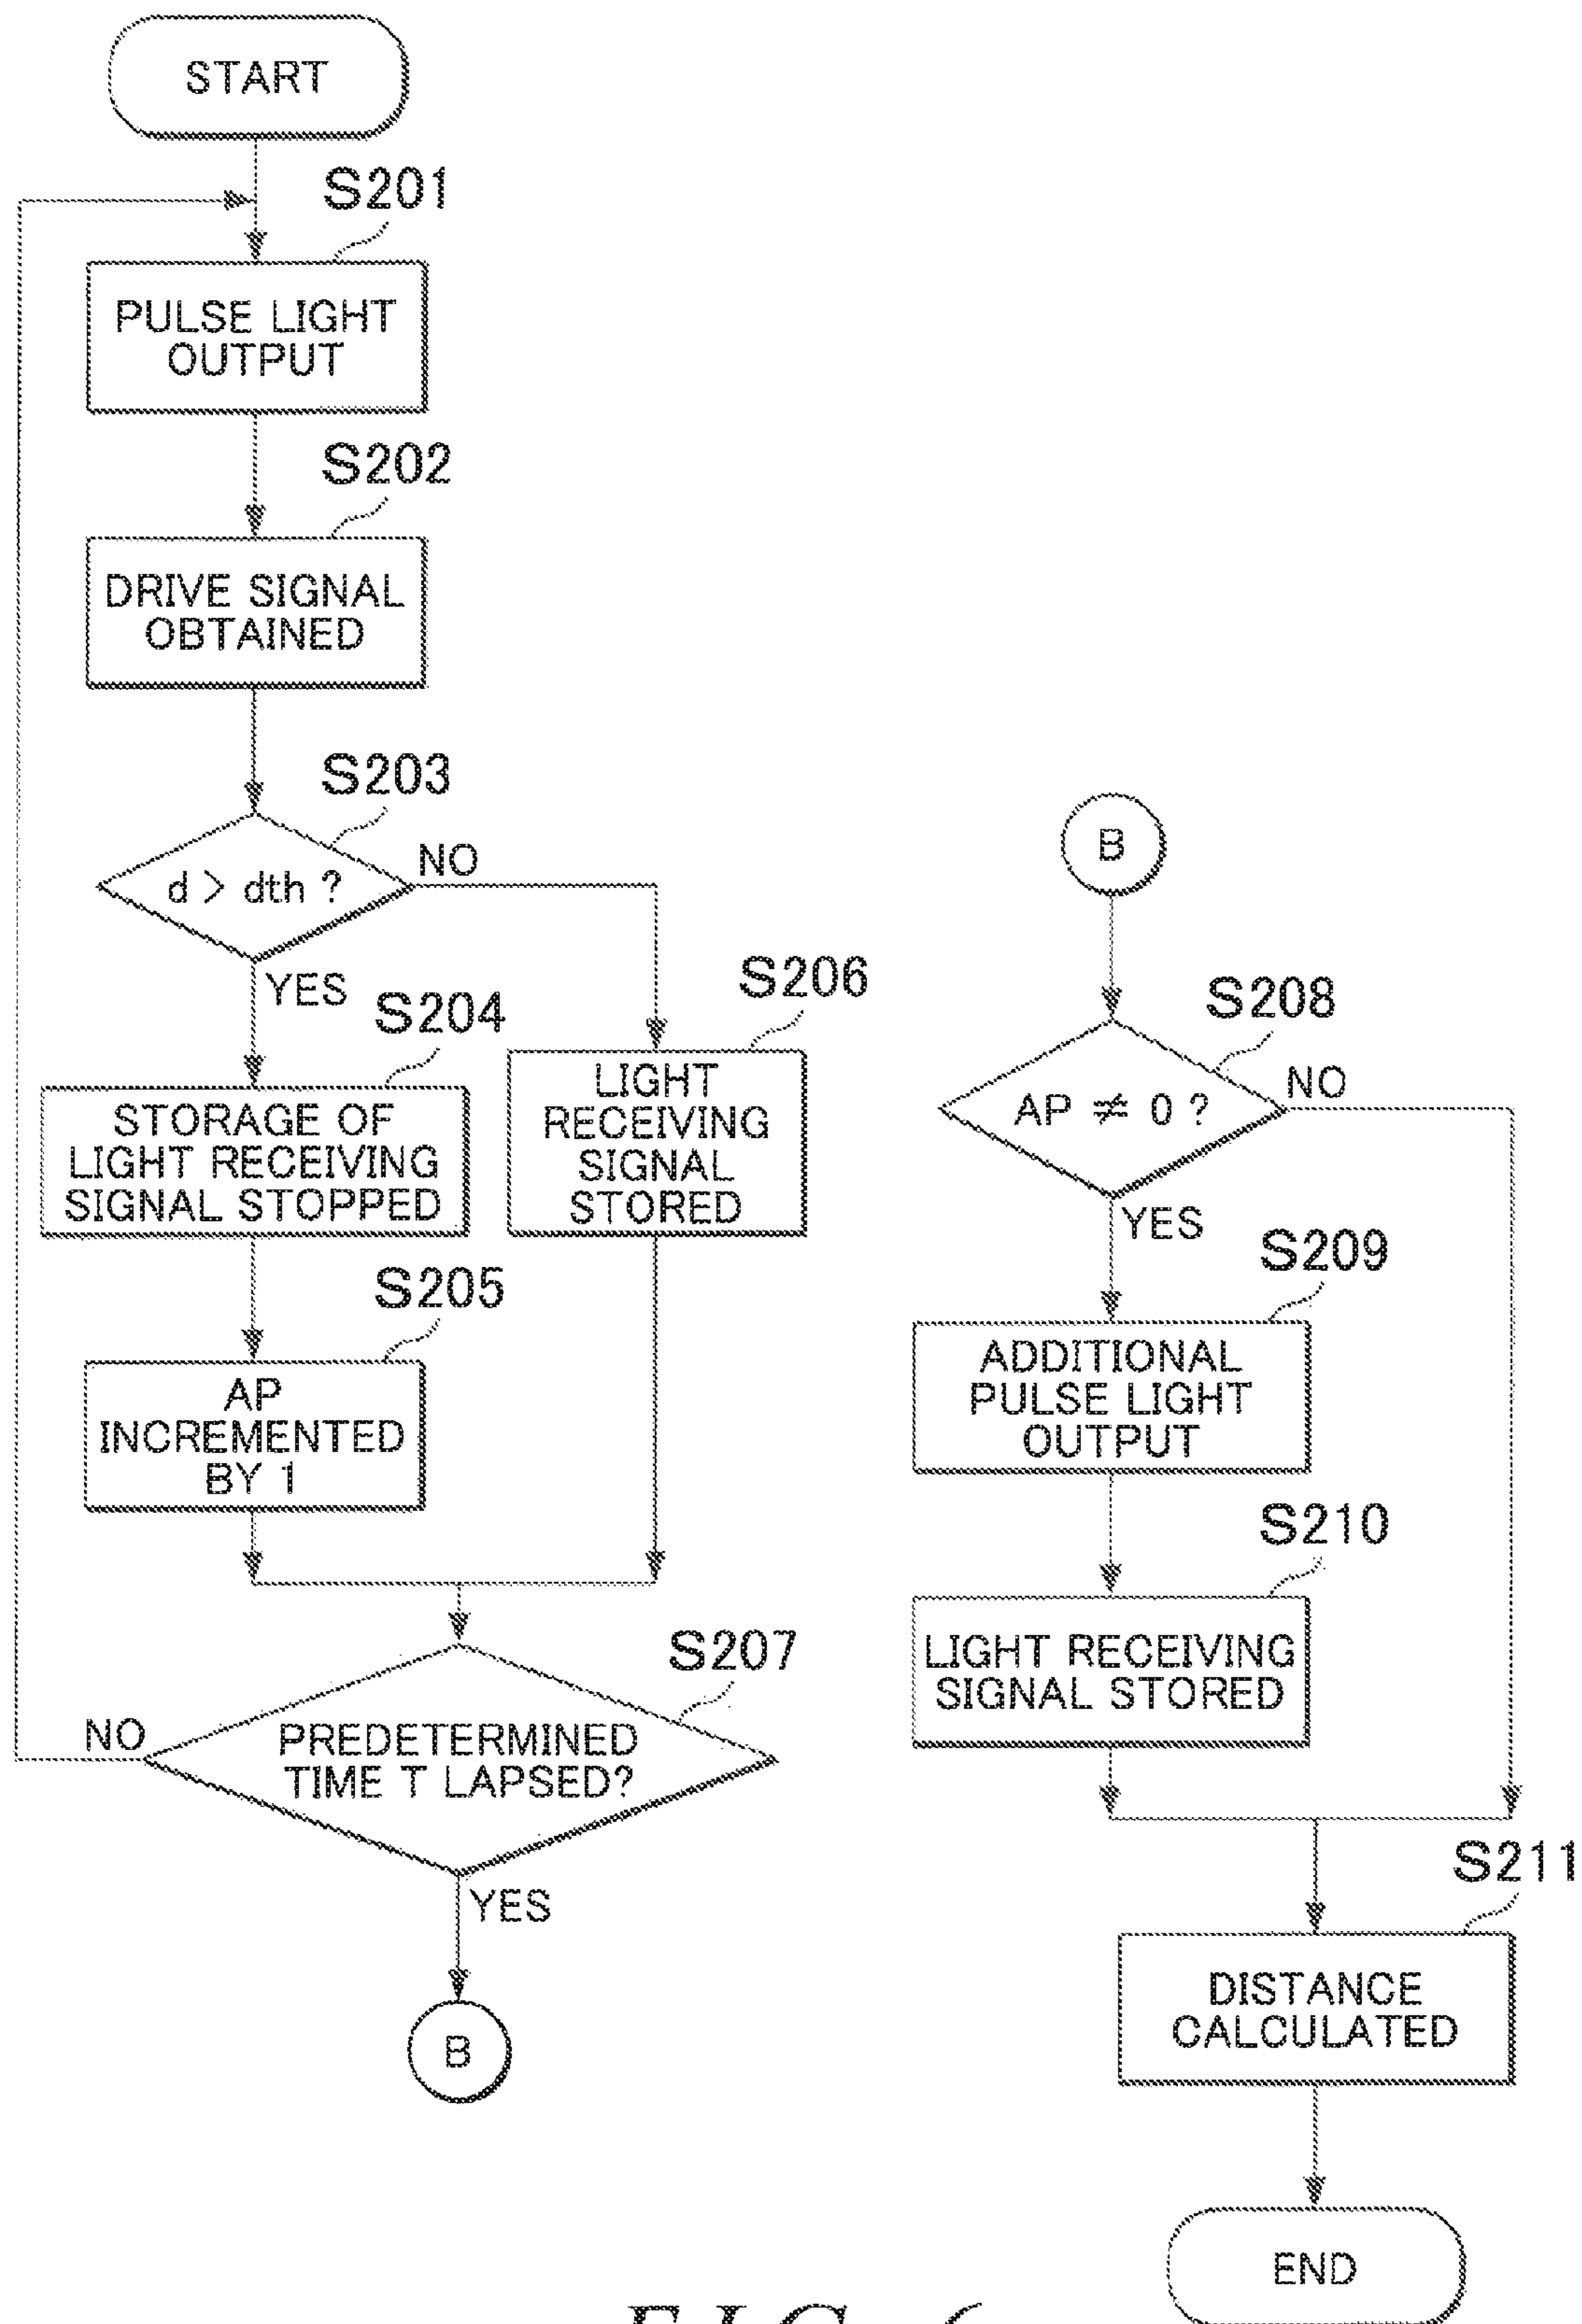 START
S201
PULSE LIGHT
OUTPUT
S202
DRIVE SIGNAL
OBTAINED
S203
d > dth ?
NO
YES
S204
STORAGE OF
LIGHT RECEIVING
SIGNAL STOPPED
S206
LIGHT
RECEIVING
SIGNAL
STORED
S205
AP
INCREMENTED
BY 1
S207
PREDETERMINED
TIME T LAPSED?
NO
YES
B
B
S208
AP ≠ 0 ?
NO
YES
S209
ADDITIONAL
PULSE LIGHT
OUTPUT
S210
LIGHT RECEIVING
SIGNAL STORED
S211
DISTANCE
CALCULATED
END